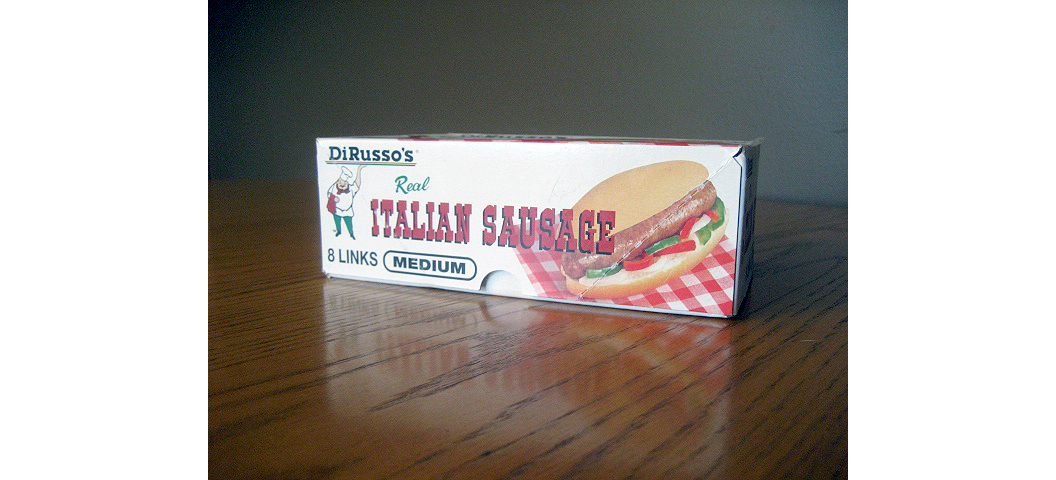 DiRusso's
Real
ITALIAN SAUSAGE
8 LINKS MEDIUM